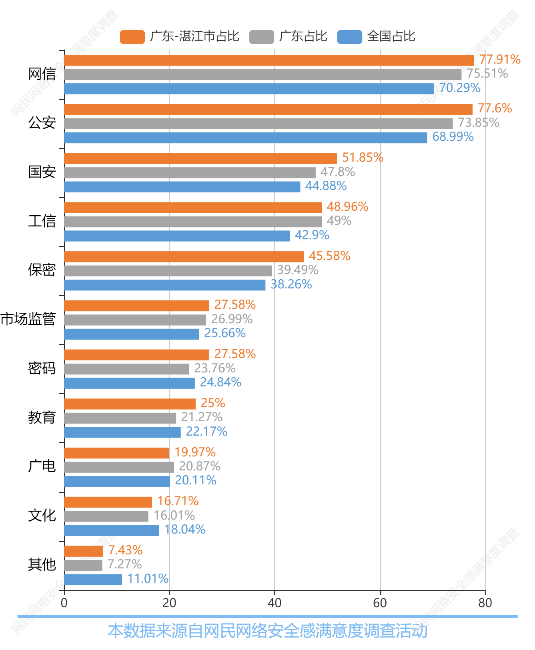 广东-湛江市占比 广东占比 全国占比
网信 77.91%
75.51%
70.29%
公安 77.6%
73.85%
68.99%
国安 51.85%
47.8%
44.88%
工信 48.96%
49%
42.9%
保密 45.58%
39.49%
38.26%
市场监管 27.58%
26.99%
25.66%
密码 27.58%
23.76%
24.84%
教育 25%
21.27%
22.17%
广电 19.97%
20.87%
20.11%
文化 16.71%
16.01%
18.04%
其他 7.43%
7.27%
11.01%
0 20 40 60 80
本数据来源自网民网络安全感满意度调查活动